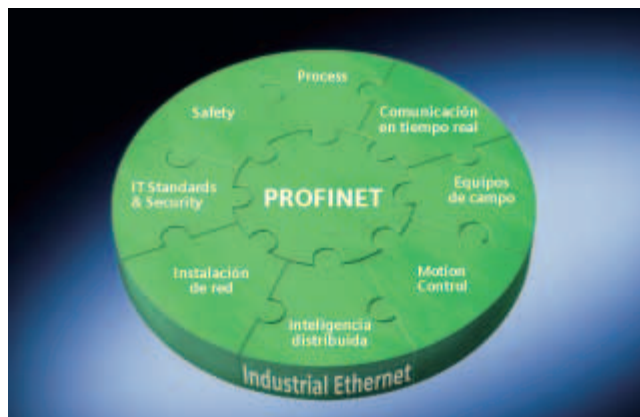 Process
Comunicación
en tiempo real
Safety
Equipos
de campo
IT Standards
& Security
PROFINET
Motion
Control
Instalación
de red
Inteligencia
distribuida
Industrial Ethernet